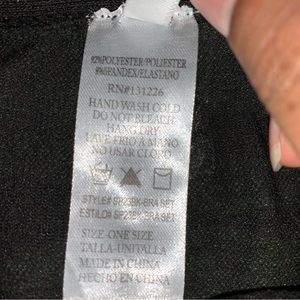 92%POLYESTER/POLIESTER
8%SPANDEX/ELASTANO
RN#131226
HAND WASH COLD
DO NOT BLEACH
HANG DRY
LAVE FRIO A MANO
NO USAR CLORO
STYLE# SP23BK-BRA SET
ESTILO# SP23BK-BRA SET
SIZE-ONE SIZE
TALLA-UNITALLA
MADE IN CHINA
HECHO EN CHINA